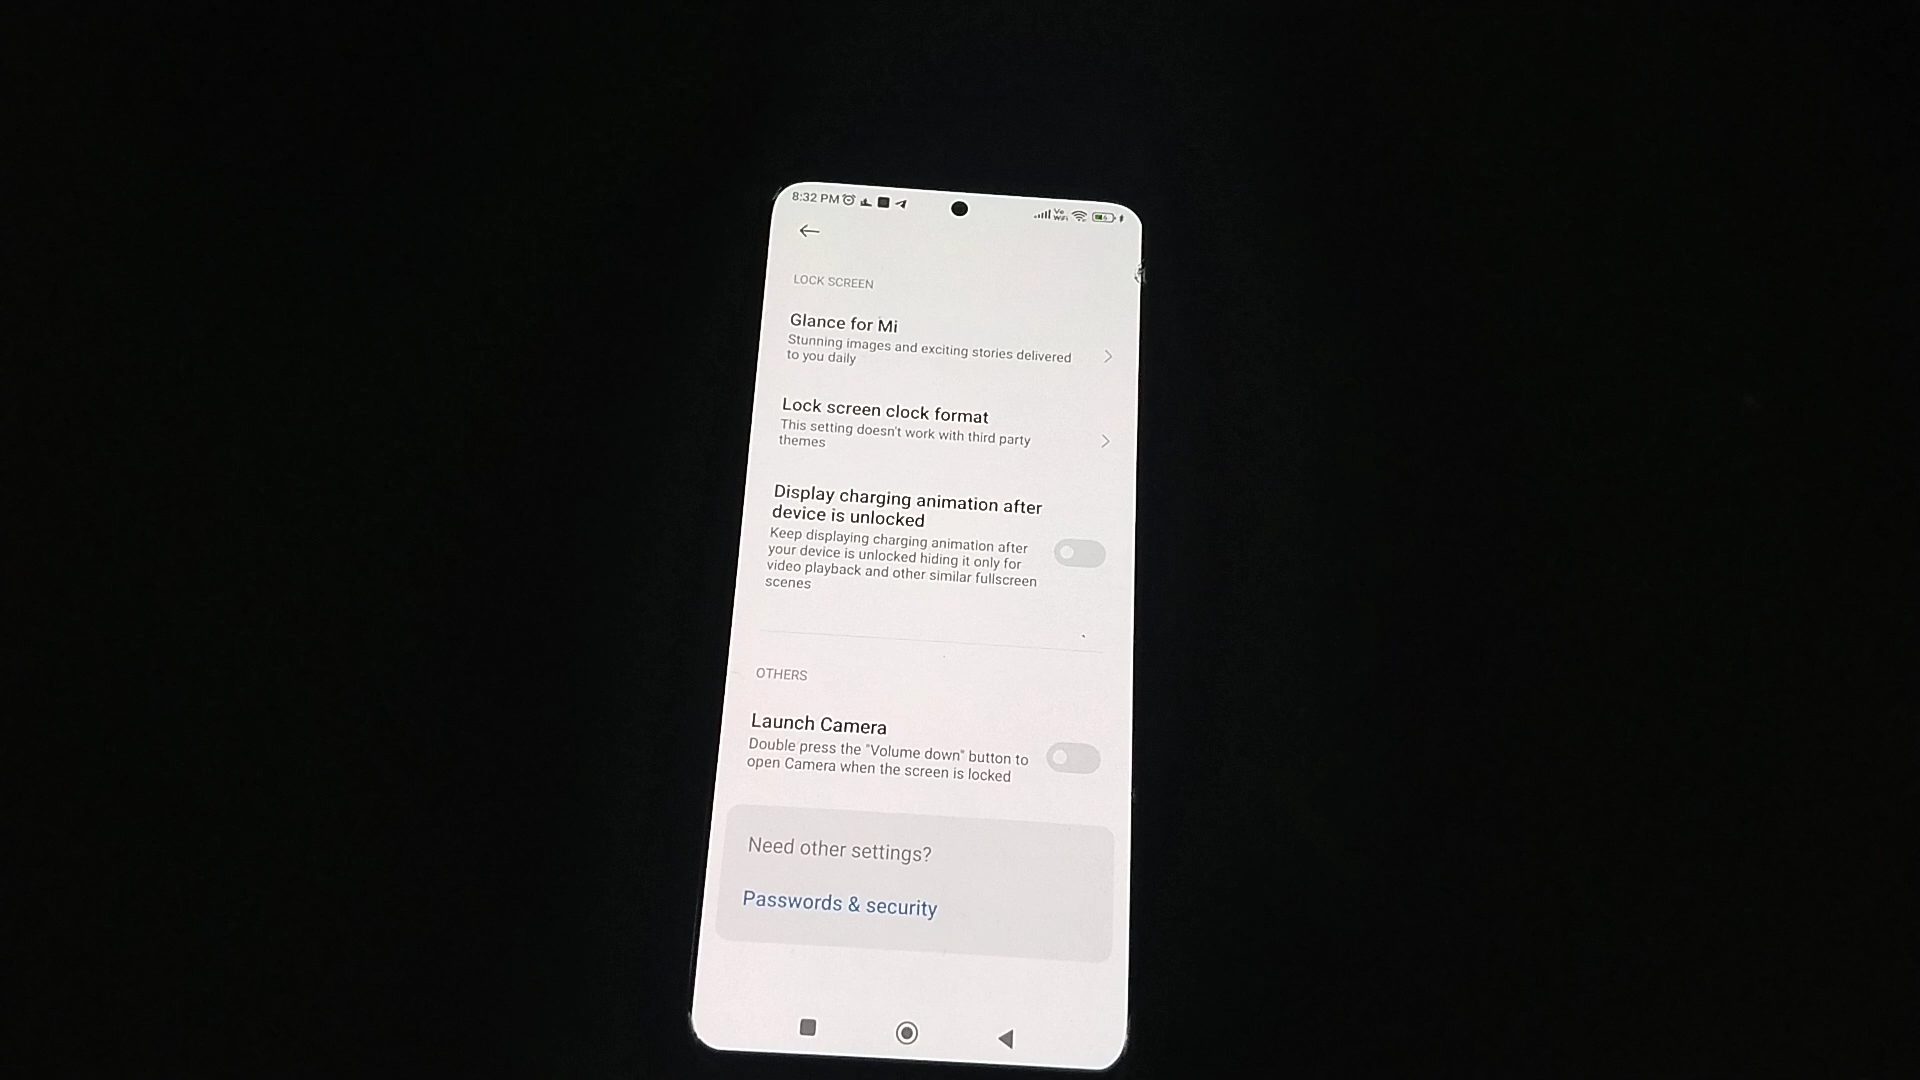 8:32 PM
Vo
WiFi
LOCK SCREEN
Glance for Mi
Stunning images and exciting stories delivered
to you daily
Lock screen clock format
This setting doesn't work with third party
themes
Display charging animation after
device is unlocked
Keep displaying charging animation after
your device is unlocked hiding it only for
video playback and other similar fullscreen
scenes
OTHERS
Launch Camera
Double press the "Volume down" button to
open Camera when the screen is locked
Need other settings?
Passwords & security